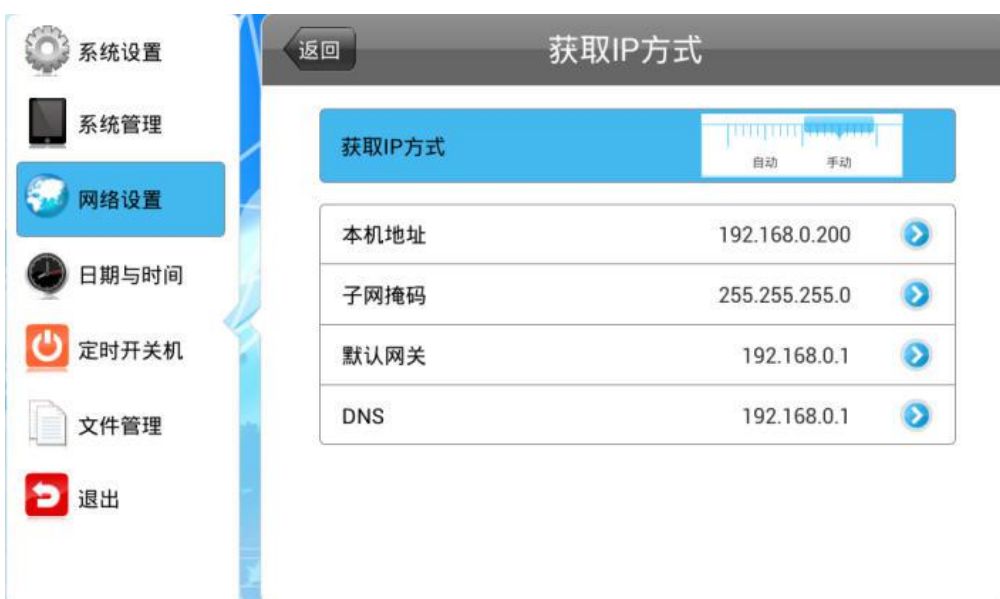 系统设置
系统管理
网络设置
日期与时间
定时开关机
文件管理
退出
返回
获取IP方式
获取IP方式
自动 手动
本机地址 192.168.0.200
子网掩码 255.255.255.0
默认网关 192.168.0.1
DNS 192.168.0.1